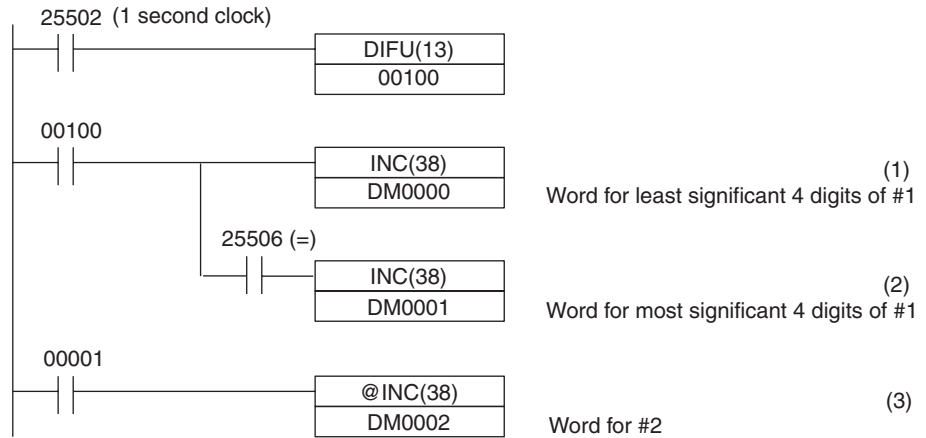 25502 (1 second clock)
DIFU(13)
00100
00100
INC(38)
DM0000
(1)
Word for least significant 4 digits of #1
25506 (=)
INC(38)
DM0001
(2)
Word for most significant 4 digits of #1
00001
@INC(38)
DM0002
(3)
Word for #2